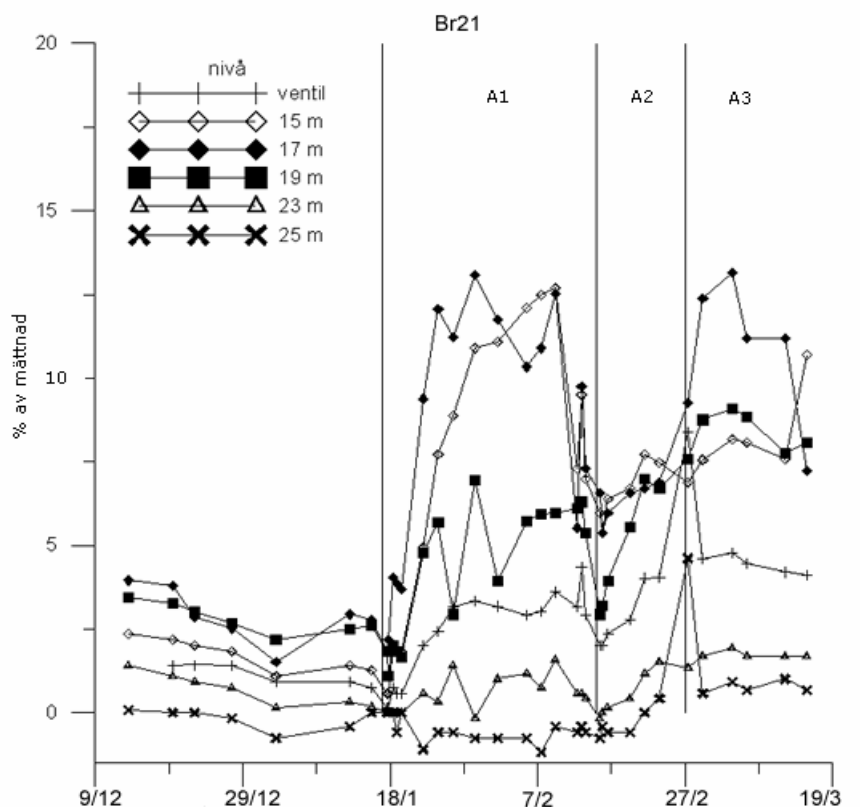 Br21
20
nivå
ventil
15 m
17 m
19 m
23 m
25 m
A1
A2
A3
15
% av mättnad
10
5
0
9/12
29/12
18/1
7/2
27/2
19/3